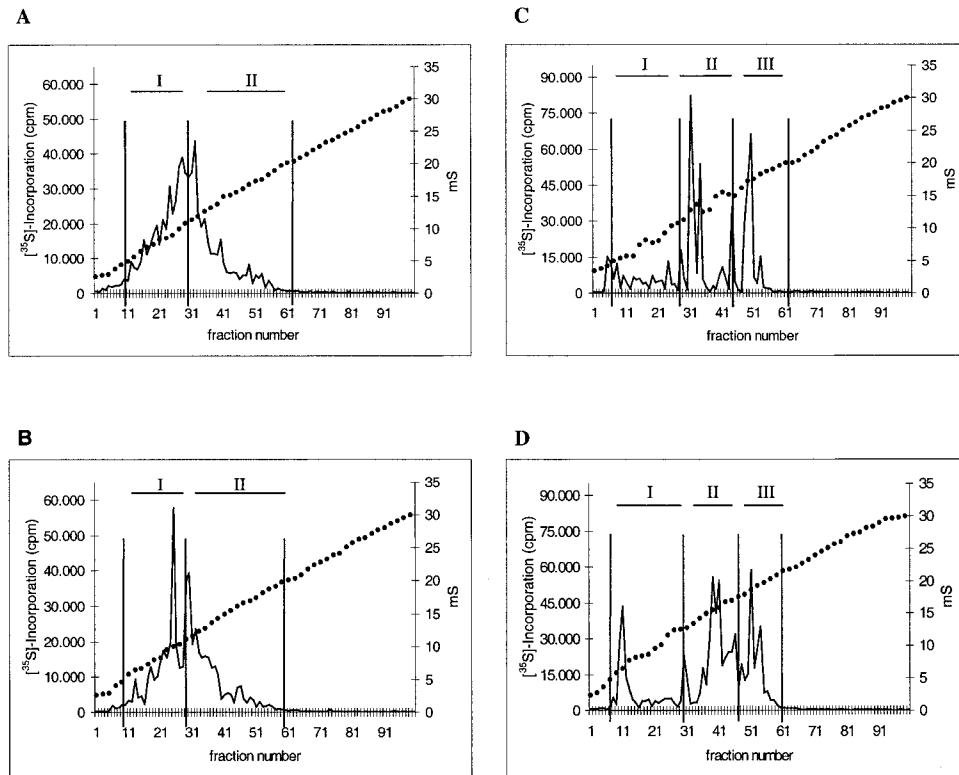 A
I II
[³⁵S]-Incorporation (cpm)
60.000
50.000
40.000
30.000
20.000
10.000
0
35
30
25
20
15
10
5
0
mS
1 11 21 31 41 51 61 71 81 91
fraction number
C
I II III
[³⁵S]-Incorporation (cpm)
90.000
75.000
60.000
45.000
30.000
15.000
0
35
30
25
20
15
10
5
0
mS
1 11 21 31 41 51 61 71 81 91
fraction number
B
I II
[³⁵S]-Incorporation (cpm)
60.000
50.000
40.000
30.000
20.000
10.000
0
35
30
25
20
15
10
5
0
mS
1 11 21 31 41 51 61 71 81 91
fraction number
D
I II III
[³⁵S]-Incorporation (cpm)
90.000
75.000
60.000
45.000
30.000
15.000
0
35
30
25
20
15
10
5
0
mS
1 11 21 31 41 51 61 71 81 91
fraction number